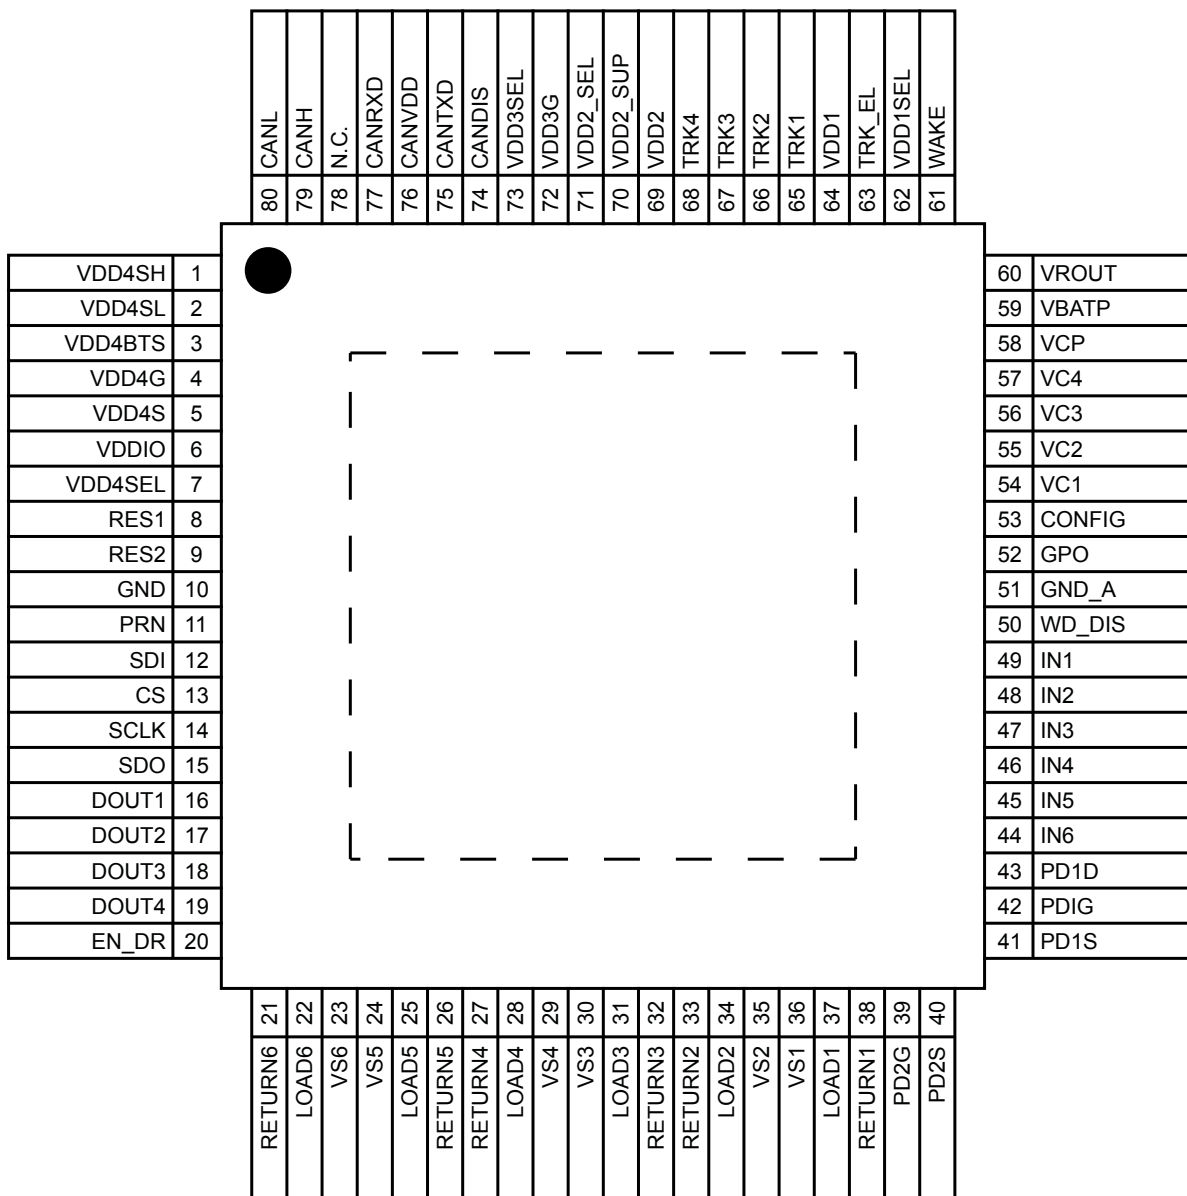 CANL
CANH
N.C.
CANRXD
CANVDD
CANTXD
CANDIS
VDD3SEL
VDD3G
VDD2_SEL
VDD2_SUP
VDD2
TRK4
TRK3
TRK2
TRK1
VDD1
TRK_EL
VDD1SEL
WAKE
80 79 78 77 76 75 74 73 72 71 70 69 68 67 66 65 64 63 62 61
VDD4SH 1
VDD4SL 2
VDD4BTS 3
VDD4G 4
VDD4S 5
VDDIO 6
VDD4SEL 7
RES1 8
RES2 9
GND 10
PRN 11
SDI 12
CS 13
SCLK 14
SDO 15
DOUT1 16
DOUT2 17
DOUT3 18
DOUT4 19
EN_DR 20
60 VROUT
59 VBATP
58 VCP
57 VC4
56 VC3
55 VC2
54 VC1
53 CONFIG
52 GPO
51 GND_A
50 WD_DIS
49 IN1
48 IN2
47 IN3
46 IN4
45 IN5
44 IN6
43 PD1D
42 PDIG
41 PD1S
21 22 23 24 25 26 27 28 29 30 31 32 33 34 35 36 37 38 39 40
RETURN6
LOAD6
VS6
VS5
LOAD5
RETURN5
RETURN4
LOAD4
VS4
VS3
LOAD3
RETURN3
RETURN2
LOAD2
VS2
VS1
LOAD1
RETURN1
PD2G
PD2S